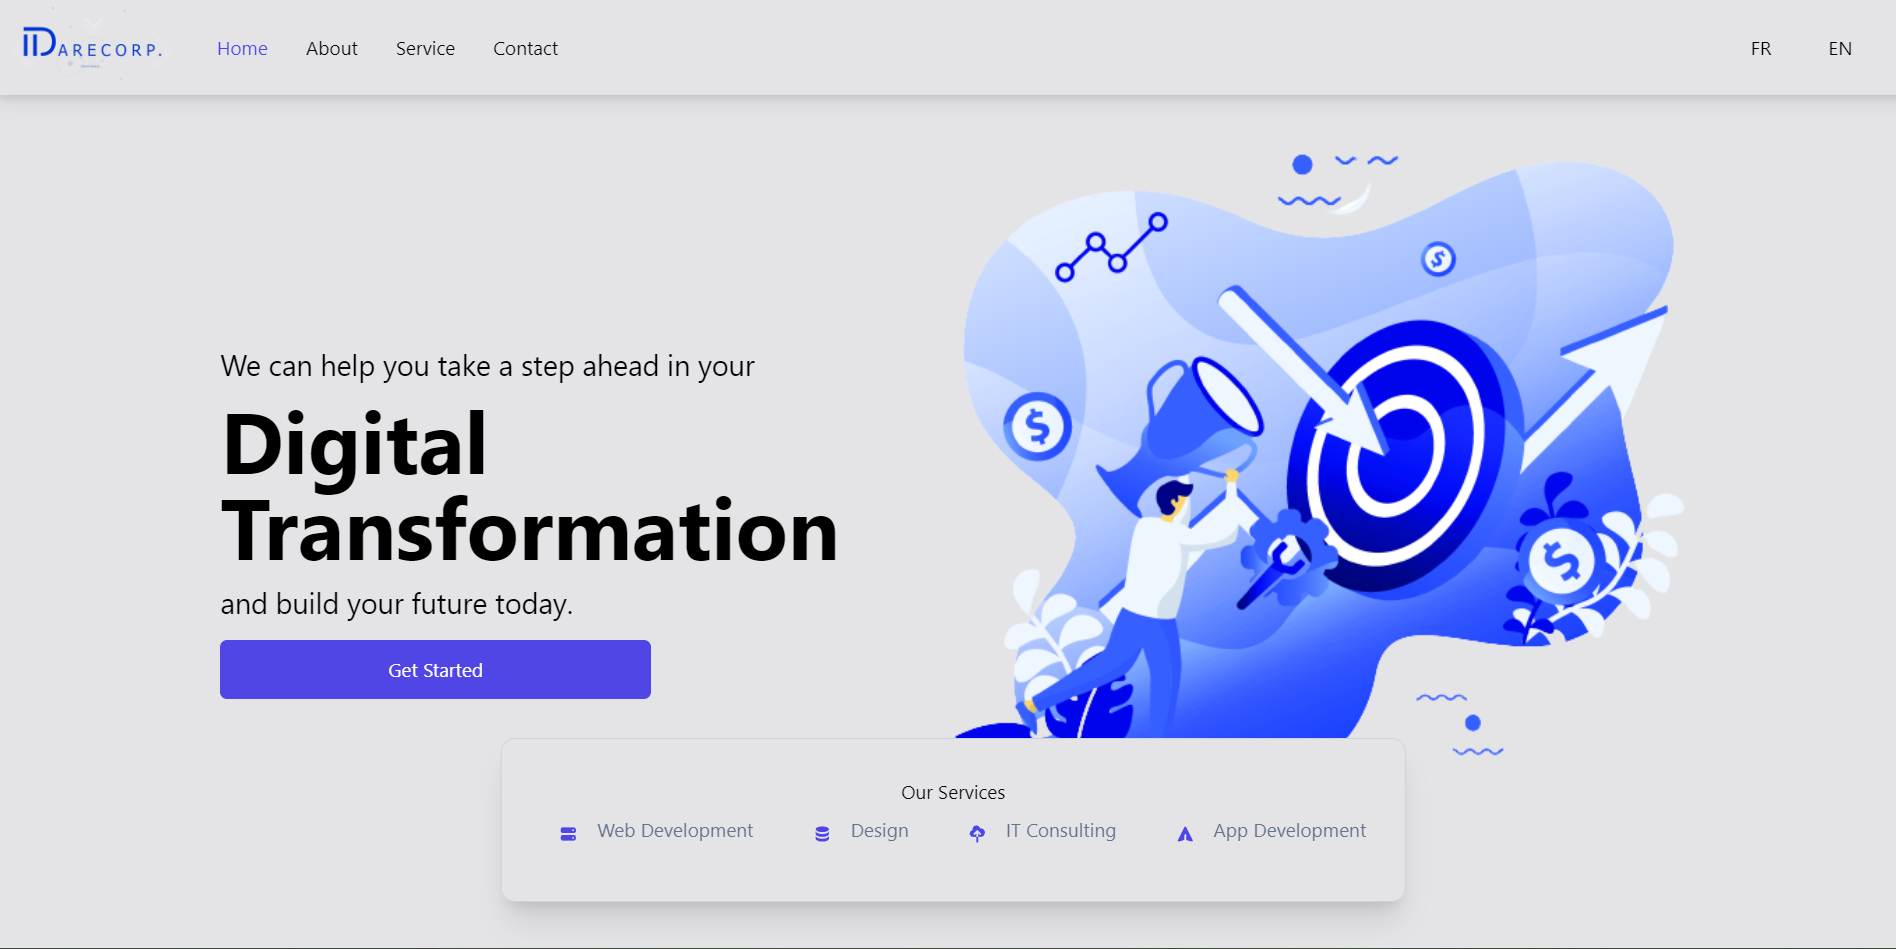 IDARECORP.
Home
About
Service
Contact
FR
EN
We can help you take a step ahead in your
Digital
Transformation
and build your future today.
Get Started
$
$
$
Our Services
Web Development
Design
IT Consulting
App Development